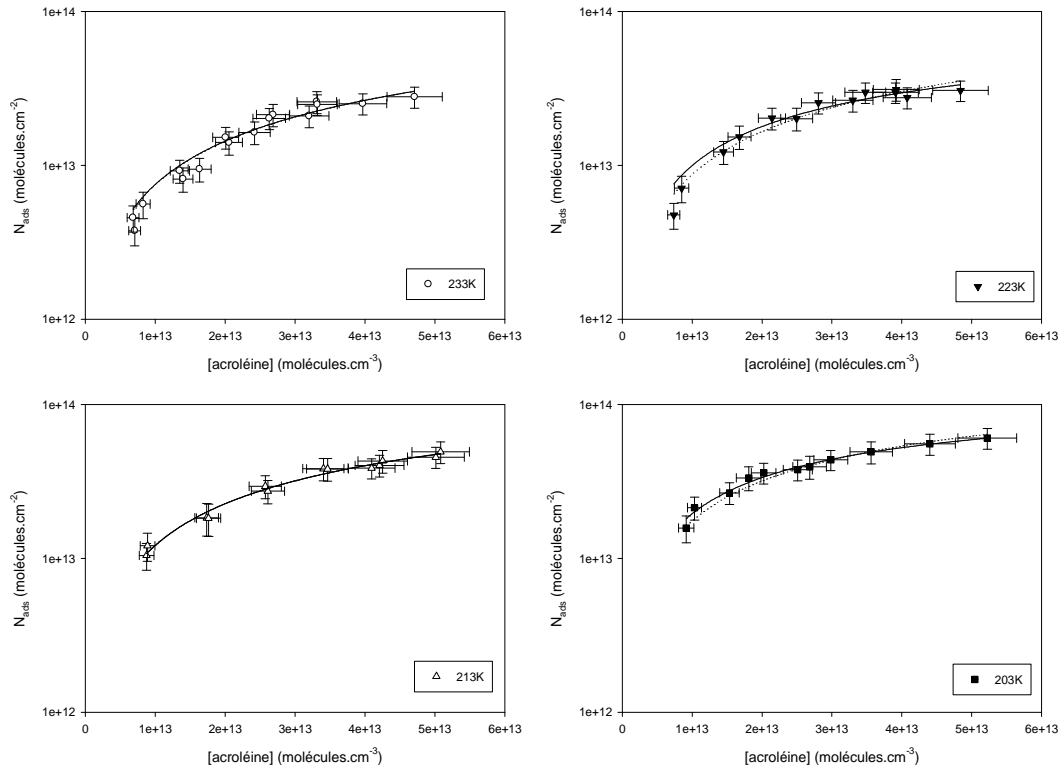 1e+14
1e+13
1e+12
N_ads (molécules.cm⁻²)
0 1e+13 2e+13 3e+13 4e+13 5e+13 6e+13
[acroléine] (molécules.cm⁻³)
233K
1e+14
1e+13
1e+12
N_ads (molécules.cm⁻²)
0 1e+13 2e+13 3e+13 4e+13 5e+13 6e+13
[acroléine] (molécules.cm⁻³)
223K
1e+14
1e+13
1e+12
N_ads (molécules.cm⁻²)
0 1e+13 2e+13 3e+13 4e+13 5e+13 6e+13
[acroléine] (molécules.cm⁻³)
213K
1e+14
1e+13
1e+12
N_ads (molécules.cm⁻²)
0 1e+13 2e+13 3e+13 4e+13 5e+13 6e+13
[acroléine] (molécules.cm⁻³)
203K